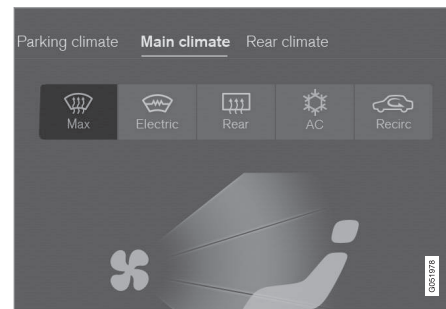 Parking climate Main climate Rear climate
Max Electric Rear AC Recirc
G051978